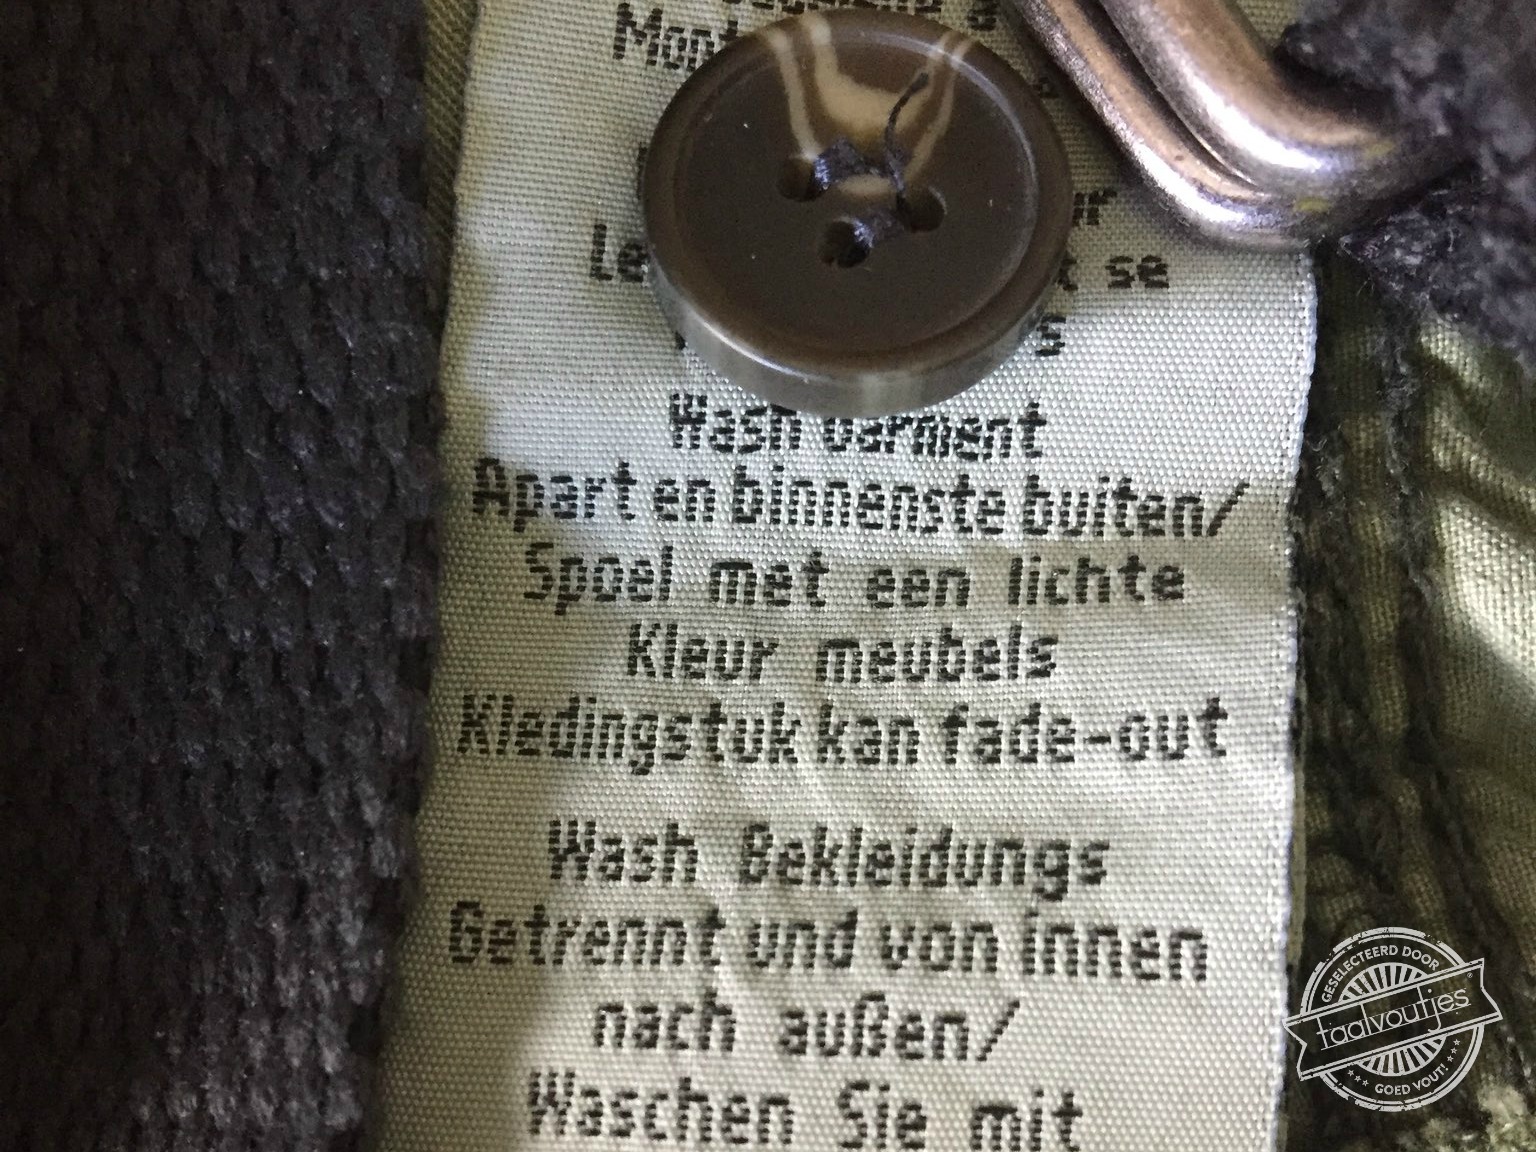 se
Wash Garment
Apart en binnenste buiten/
Spoel met een lichte
Kleur meubels
Kledingstuk kan fade-out
Wash Bekleidungs
Getrennt und von innen
nach außen/
Waschen Sie mit
GESELECTEERD DOOR
taalvoutjes
GOED VOUT!